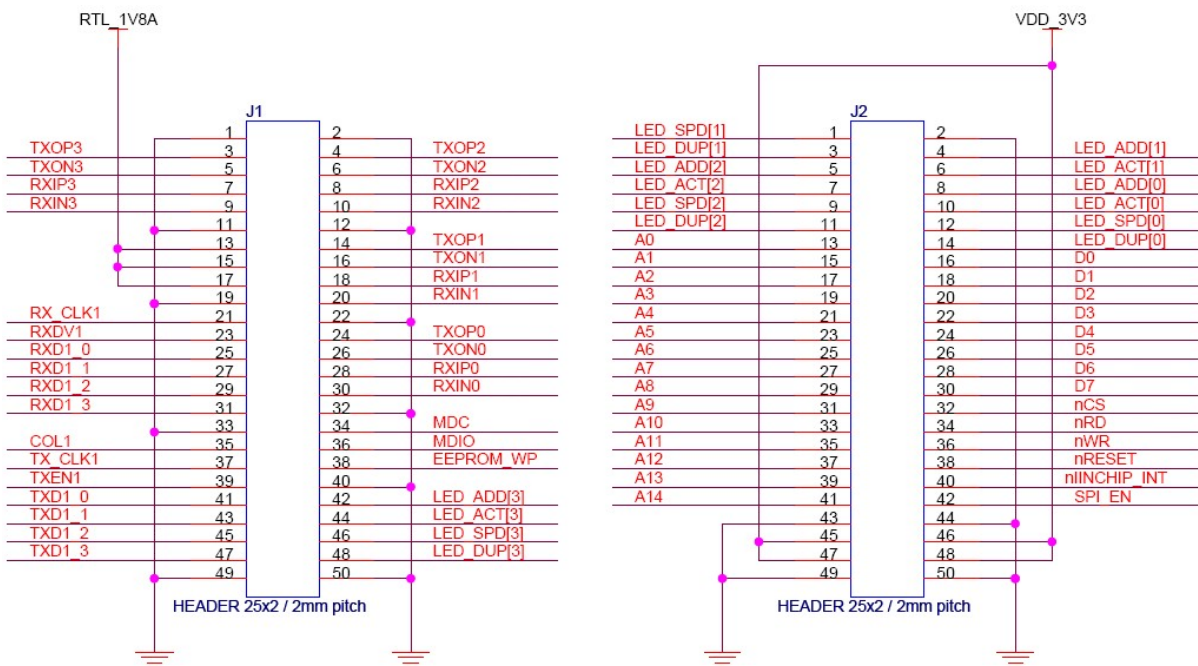 RTL_1V8A
J1
1 2
TXOP3 3 4 TXOP2
TXON3 5 6 TXON2
RXIP3 7 8 RXIP2
RXIN3 9 10 RXIN2
11 12
13 14 TXOP1
15 16 TXON1
17 18 RXIP1
19 20 RXIN1
RX_CLK1 21 22
RXDV1 23 24 TXOP0
RXD1_0 25 26 TXON0
RXD1_1 27 28 RXIP0
RXD1_2 29 30 RXIN0
RXD1_3 31 32
33 34 MDC
COL1 35 36 MDIO
TX_CLK1 37 38 EEPROM_WP
TXEN1 39 40
TXD1_0 41 42 LED_ADD[3]
TXD1_1 43 44 LED_ACT[3]
TXD1_2 45 46 LED_SPD[3]
TXD1_3 47 48 LED_DUP[3]
49 50
HEADER 25x2 / 2mm pitch
VDD_3V3
J2
LED_SPD[1] 1 2
LED_DUP[1] 3 4 LED_ADD[1]
LED_ADD[2] 5 6 LED_ACT[1]
LED_ACT[2] 7 8 LED_ADD[0]
LED_SPD[2] 9 10 LED_ACT[0]
LED_DUP[2] 11 12 LED_SPD[0]
A0 13 14 LED_DUP[0]
A1 15 16 D0
A2 17 18 D1
A3 19 20 D2
A4 21 22 D3
A5 23 24 D4
A6 25 26 D5
A7 27 28 D6
A8 29 30 D7
A9 31 32 nCS
A10 33 34 nRD
A11 35 36 nWR
A12 37 38 nRESET
A13 39 40 nIINCHIP_INT
A14 41 42 SPI_EN
43 44
45 46
47 48
49 50
HEADER 25x2 / 2mm pitch